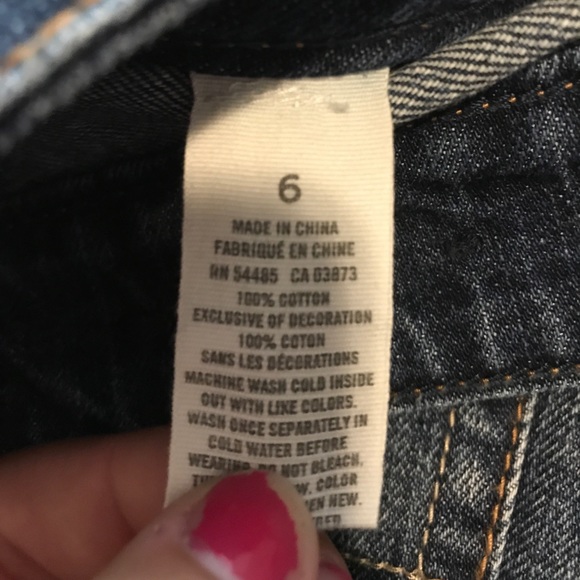 6
MADE IN CHINA
FABRIQUÉ EN CHINE
RN 54485 CA 03873
100% COTTON
EXCLUSIVE OF DECORATION
100% COTON
SANS LES DÉCORATIONS
MACHINE WASH COLD INSIDE
OUT WITH LIKE COLORS.
WASH ONCE SEPARATELY IN
COLD WATER BEFORE
WEARING. DO NOT BLEACH.
COLOR
NEW.